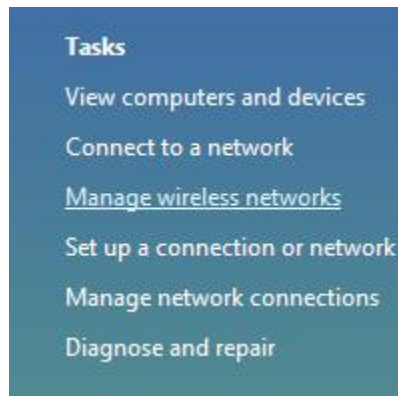 Tasks
View computers and devices
Connect to a network
Manage wireless networks
Set up a connection or network
Manage network connections
Diagnose and repair